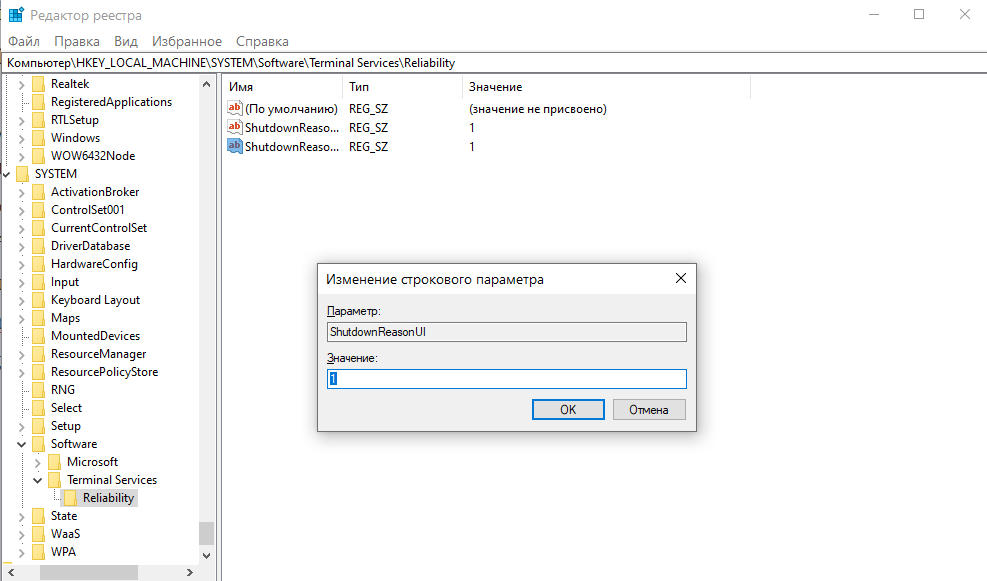 Редактор реестра
Файл Правка Вид Избранное Справка
Компьютер\HKEY_LOCAL_MACHINE\SYSTEM\Software\Terminal Services\Reliability
Realtek
RegisteredApplications
RTLSetup
Windows
WOW6432Node
SYSTEM
ActivationBroker
ControlSet001
CurrentControlSet
DriverDatabase
HardwareConfig
Input
Keyboard Layout
Maps
MountedDevices
ResourceManager
ResourcePolicyStore
RNG
Select
Setup
Software
Microsoft
Terminal Services
Reliability
State
WaaS
WPA
Имя Тип Значение
ab (По умолчанию) REG_SZ (значение не присвоено)
ab ShutdownReaso... REG_SZ 1
ab ShutdownReaso... REG_SZ 1
Изменение строкового параметра
Параметр:
ShutdownReasonUI
Значение:
1
OK Отмена